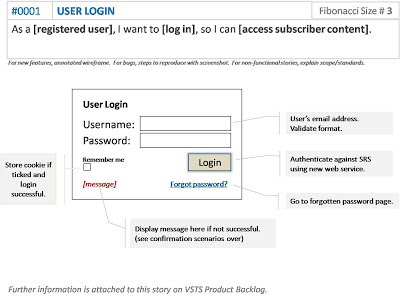 #0001 USER LOGIN Fibonacci Size # 3
As a [registered user], I want to [log in], so I can [access subscriber content].
For new features, annotated wireframe. For bugs, steps to reproduce with screenshot. For non-functional stories, explain scope/standards.
User Login
Username:
Password:
Remember me
Login
[message]
Forgot password?
User's email address.
Validate format.
Authenticate against SRS
using new web service.
Go to forgotten password page.
Store cookie if
ticked and
login
successful.
Display message here if not successful.
(see confirmation scenarios over)
Further information is attached to this story on VSTS Product Backlog.